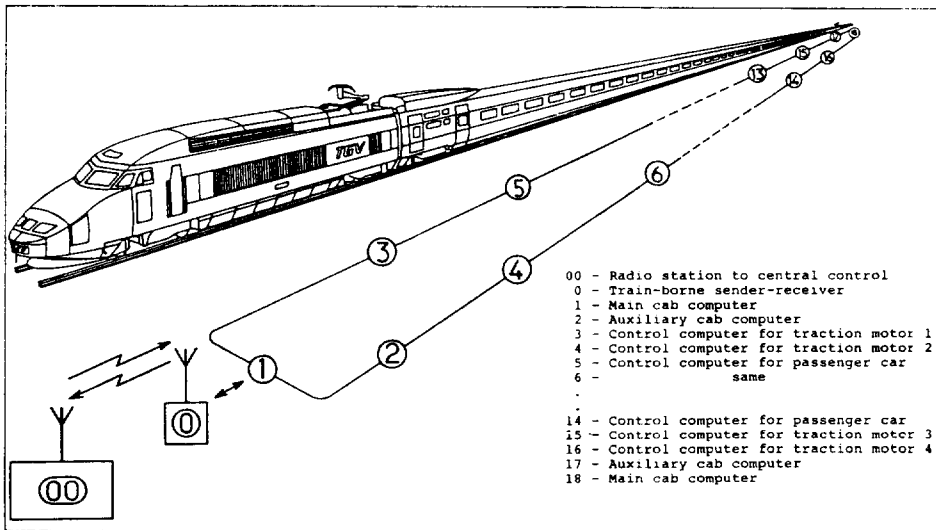 TGV
15
13
16
14
6
5
3
4
2
1
0
00
00 - Radio station to central control
0 - Train-borne sender-receiver
1 - Main cab computer
2 - Auxiliary cab computer
3 - Control computer for traction motor 1
4 - Control computer for traction motor 2
5 - Control computer for passenger car
6 - same
.
.
14 - Control computer for passenger car
15 - Control computer for traction motor 3
16 - Control computer for traction motor 4
17 - Auxiliary cab computer
18 - Main cab computer